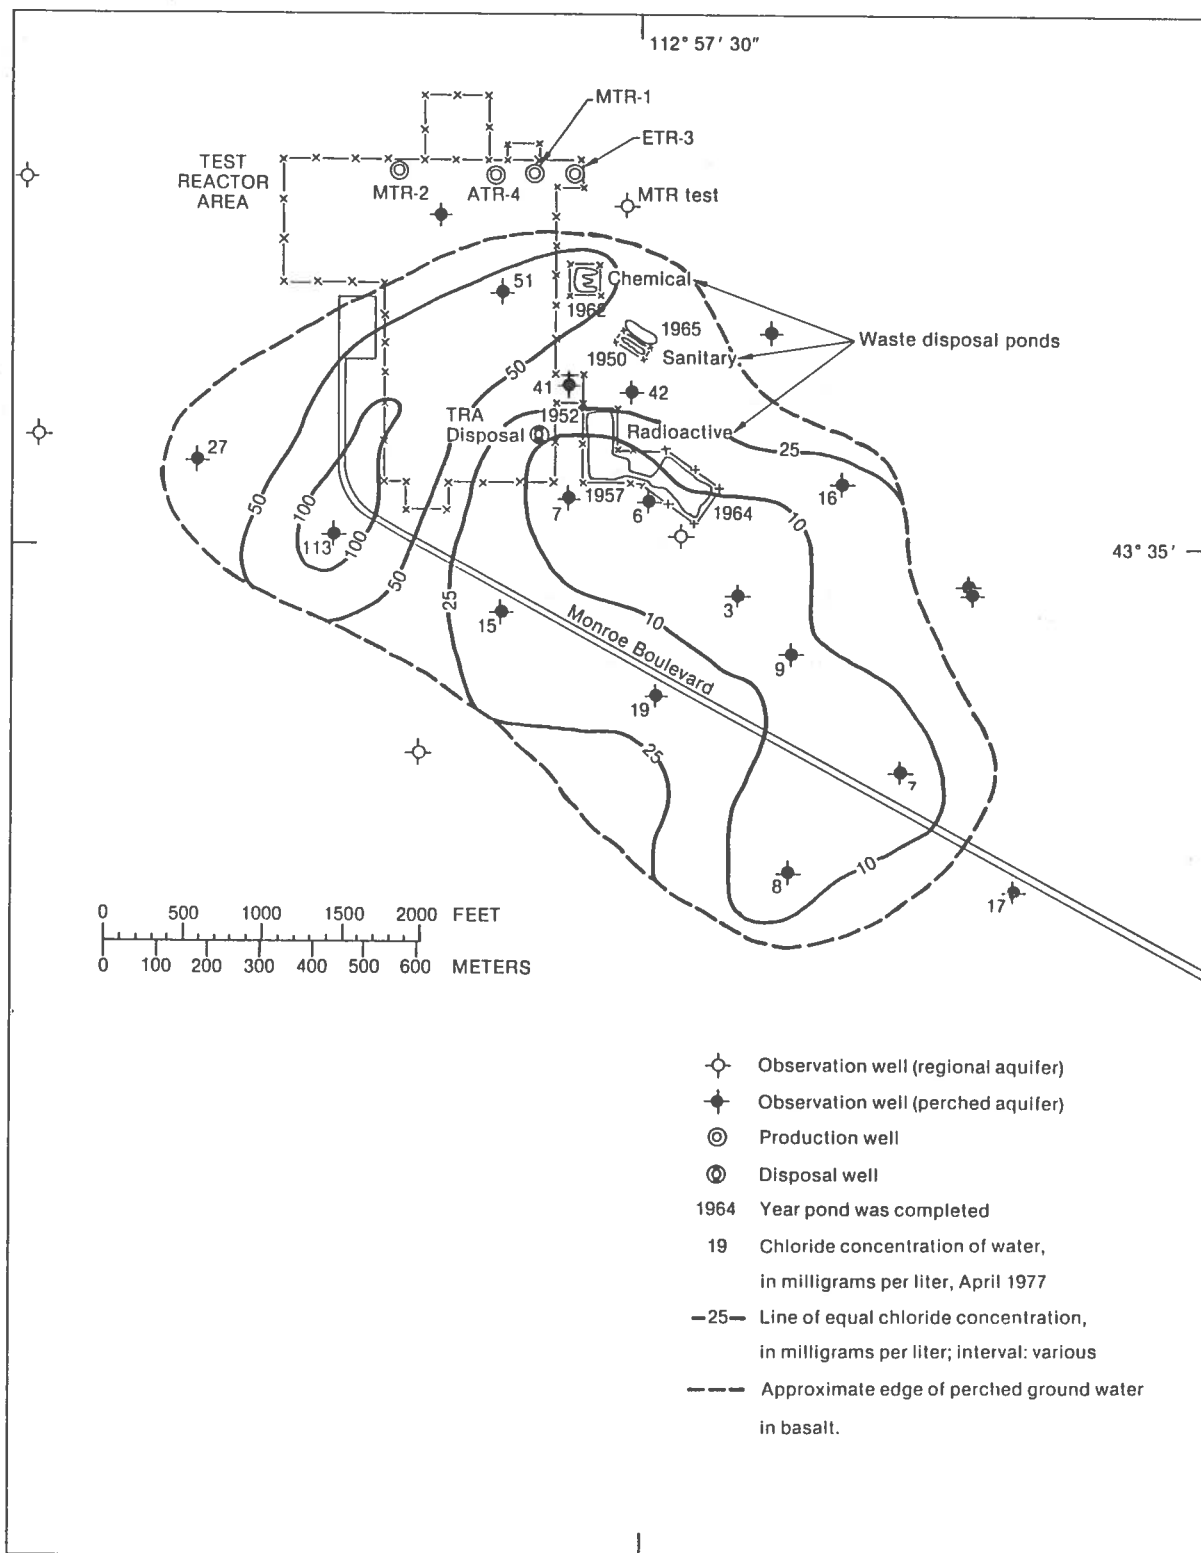 112° 57' 30"
MTR-1
ETR-3
TEST
REACTOR
AREA
MTR-2
ATR-4
MTR test
51
Chemical
1962
1965
1950
Sanitary
Waste disposal ponds
50
41
42
TRA
Disposal
1952
Radioactive
25
27
16
50
100
1957
7
6
1964
10
113
100
43° 35'
50
25
15
10
3
Monroe Boulevard
9
19
25
7
8
10
17
0 500 1000 1500 2000 FEET
0 100 200 300 400 500 600 METERS
Observation well (regional aquifer)
Observation well (perched aquifer)
Production well
Disposal well
1964 Year pond was completed
19 Chloride concentration of water,
in milligrams per liter, April 1977
25 Line of equal chloride concentration,
in milligrams per liter; interval: various
Approximate edge of perched ground water
in basalt.